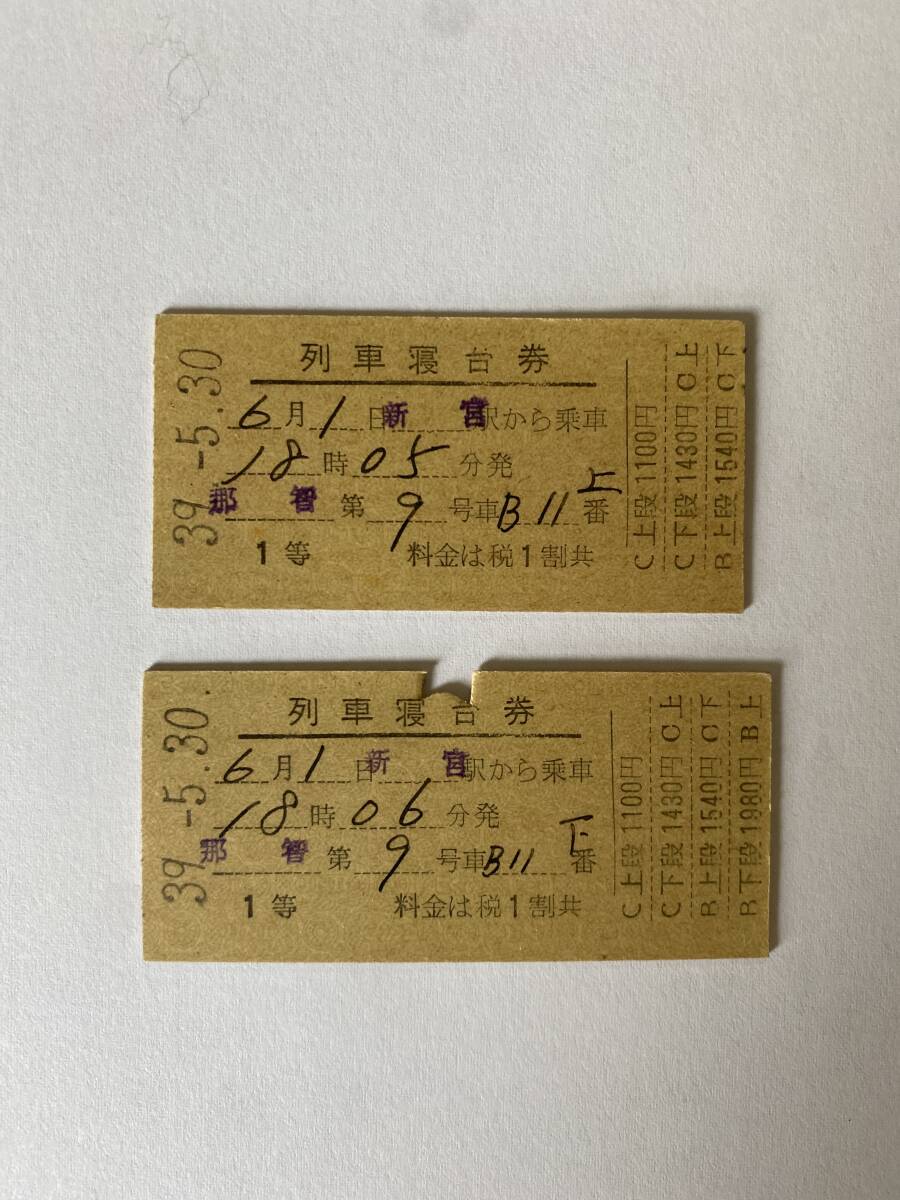 39.-5.30
列車寝台券
6月1日 新宮 駅から乗車
18時05分発
那智 第9号車 B11上番
1等 料金は税1割共
C上段1100円
C下段1430円 C上
B上段1540円 C下
39.-5.30.
列車寝台券
6月1日 新宮 駅から乗車
18時06分発
那智 第9号車 B11下番
1等 料金は税1割共
C上段1100円
C下段1430円 C上
B上段1540円 C下
B下段1980円 B上